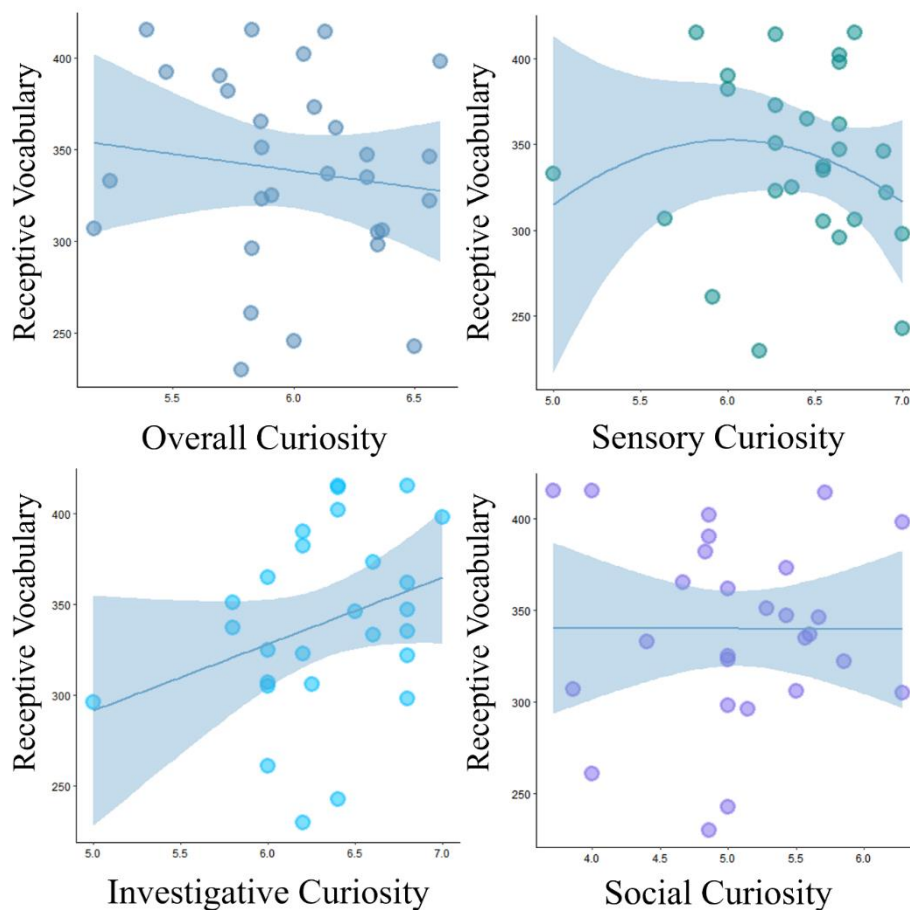 Receptive Vocabulary
400
350
300
250
5.5 6.0 6.5
Overall Curiosity
Receptive Vocabulary
400
350
300
250
5.0 5.5 6.0 6.5 7.0
Sensory Curiosity
Receptive Vocabulary
400
350
300
250
5.0 5.5 6.0 6.5 7.0
Investigative Curiosity
Receptive Vocabulary
400
350
300
250
4.0 4.5 5.0 5.5 6.0
Social Curiosity